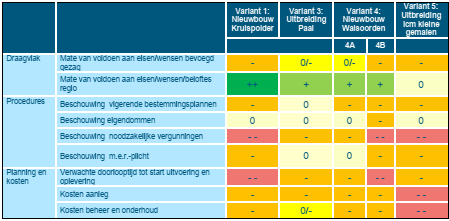 Variant 1: Nieuwbouw Kruispolder
Variant 3: Uitbreiding Paal
Variant 4: Nieuwbouw Walsoorden
Variant 5: Uitbreiding icm kleine gemalen
4A 4B
Draagvlak Mate van voldoen aan eisen/wensen bevoegd gezag - 0/- 0/- - -
Mate van voldoen aan eisen/wensen/beloftes regio ++ + + + 0
Procedures Beschouwing vigerende bestemmingsplannen - 0 - - -
Beschouwing eigendommen 0 0 0 - 0
Beschouwing noodzakelijke vergunningen - - - - - - - -
Beschouwing m.e.r.-plicht - 0 0 - -
Planning en kosten Verwachte doorlooptijd tot start uitvoering en oplevering - - - - - - -
Kosten aanleg - - - - - -
Kosten beheer en onderhoud - 0/- - - - -